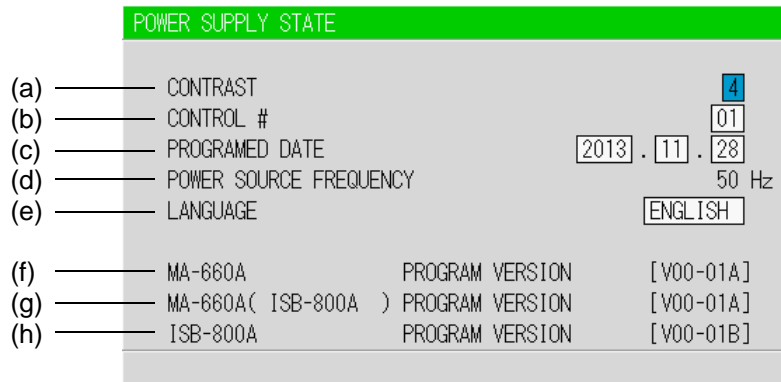 POWER SUPPLY STATE
(a) CONTRAST 4
(b) CONTROL # 01
(c) PROGRAMED DATE 2013 . 11 . 28
(d) POWER SOURCE FREQUENCY 50 Hz
(e) LANGUAGE ENGLISH
(f) MA-660A PROGRAM VERSION [V00-01A]
(g) MA-660A( ISB-800A ) PROGRAM VERSION [V00-01A]
(h) ISB-800A PROGRAM VERSION [V00-01B]